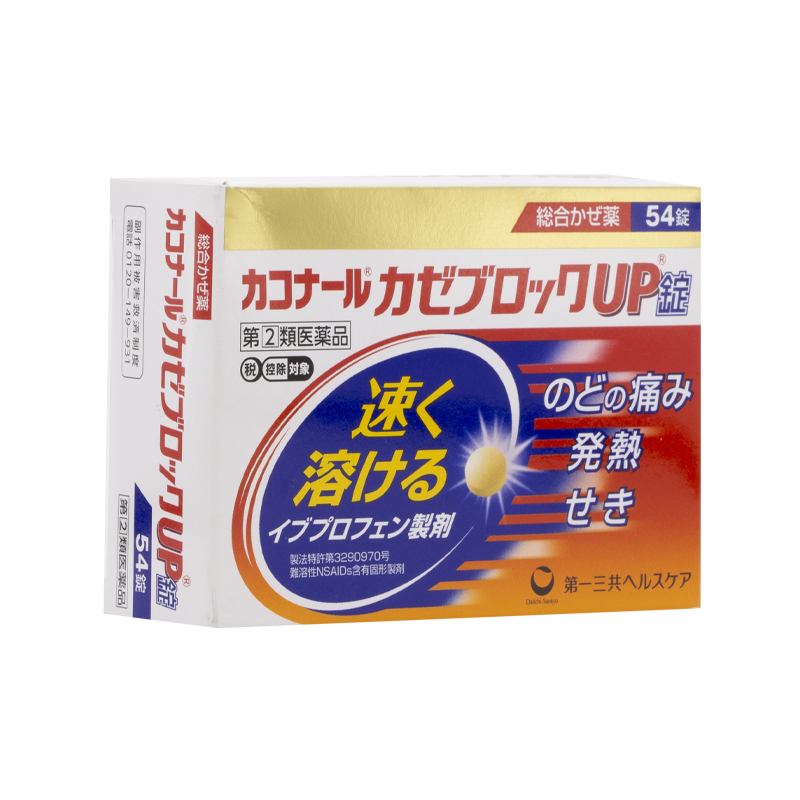 総合かぜ薬 54錠
カコナール® カゼブロックUP®錠
第②類医薬品
税 控除対象
速く
溶ける
イブプロフェン製剤
製法特許第3290970号
難溶性NSAIDs含有固形製剤
のどの痛み
発熱
せき
Daiichi-Sankyo
第一三共ヘルスケア
総合かぜ薬
カコナール®カゼブロックUP®錠
副作用被害救済制度
電話 0120-149-931
第②類医薬品
54錠